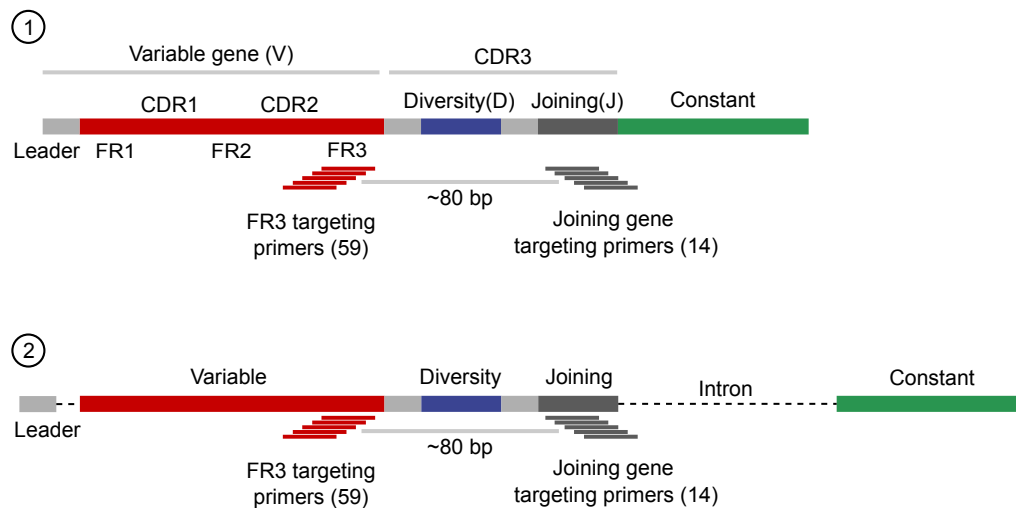 1
Variable gene (V)
CDR3
CDR1
CDR2
Diversity(D)
Joining(J)
Constant
Leader
FR1
FR2
FR3
~80 bp
FR3 targeting
primers (59)
Joining gene
targeting primers (14)
2
Variable
Diversity
Joining
Intron
Constant
Leader
~80 bp
FR3 targeting
primers (59)
Joining gene
targeting primers (14)